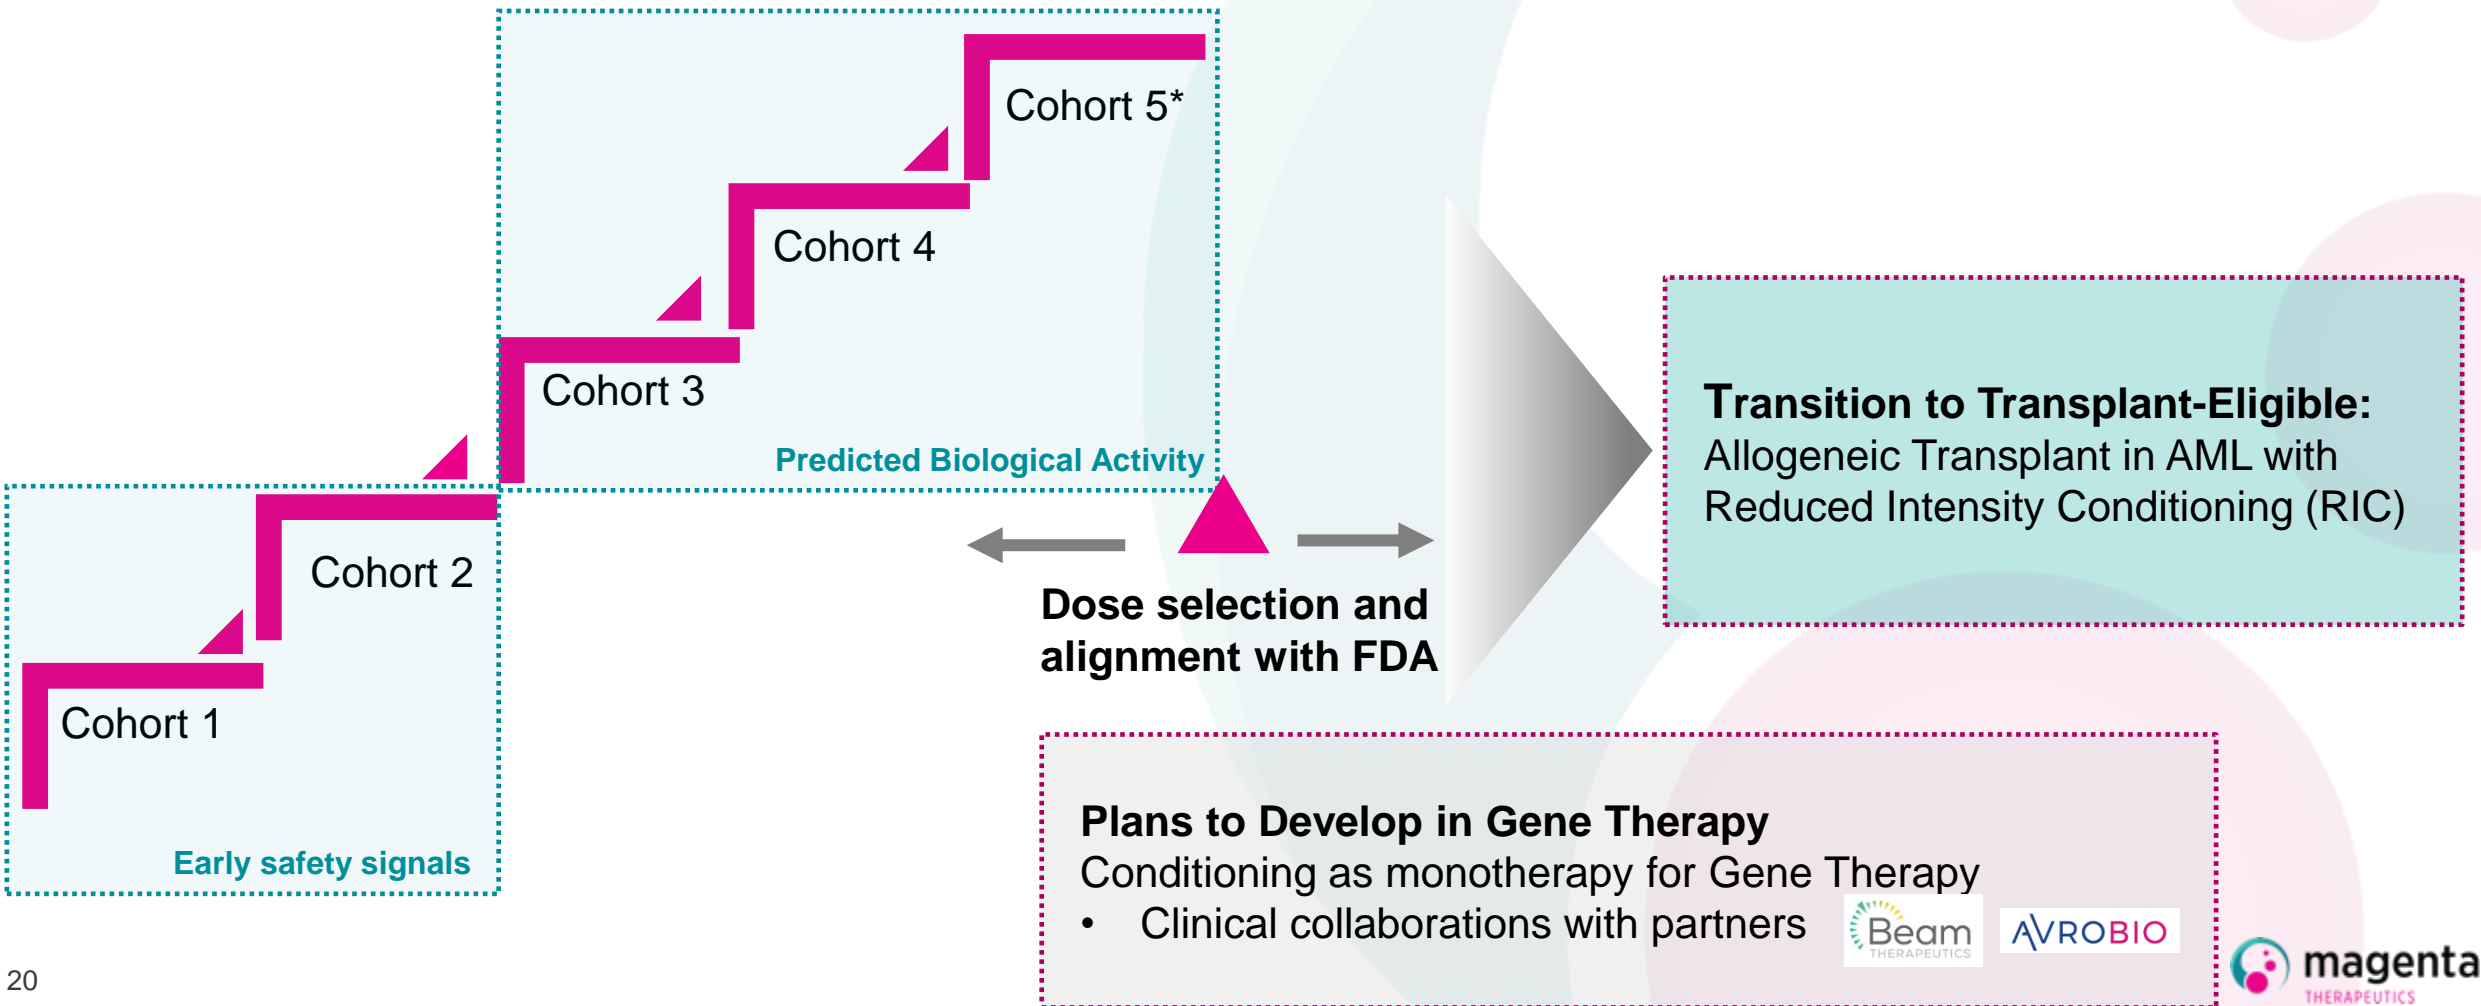 Cohort 5*
Cohort 4
Cohort 3
Predicted Biological Activity
Cohort 2
Cohort 1
Early safety signals
Dose selection and
alignment with FDA
Transition to Transplant-Eligible:
Allogeneic Transplant in AML with
Reduced Intensity Conditioning (RIC)
Plans to Develop in Gene Therapy
Conditioning as monotherapy for Gene Therapy
• Clinical collaborations with partners
Beam
THERAPEUTICS
AVROBIO
magenta
THERAPEUTICS
20